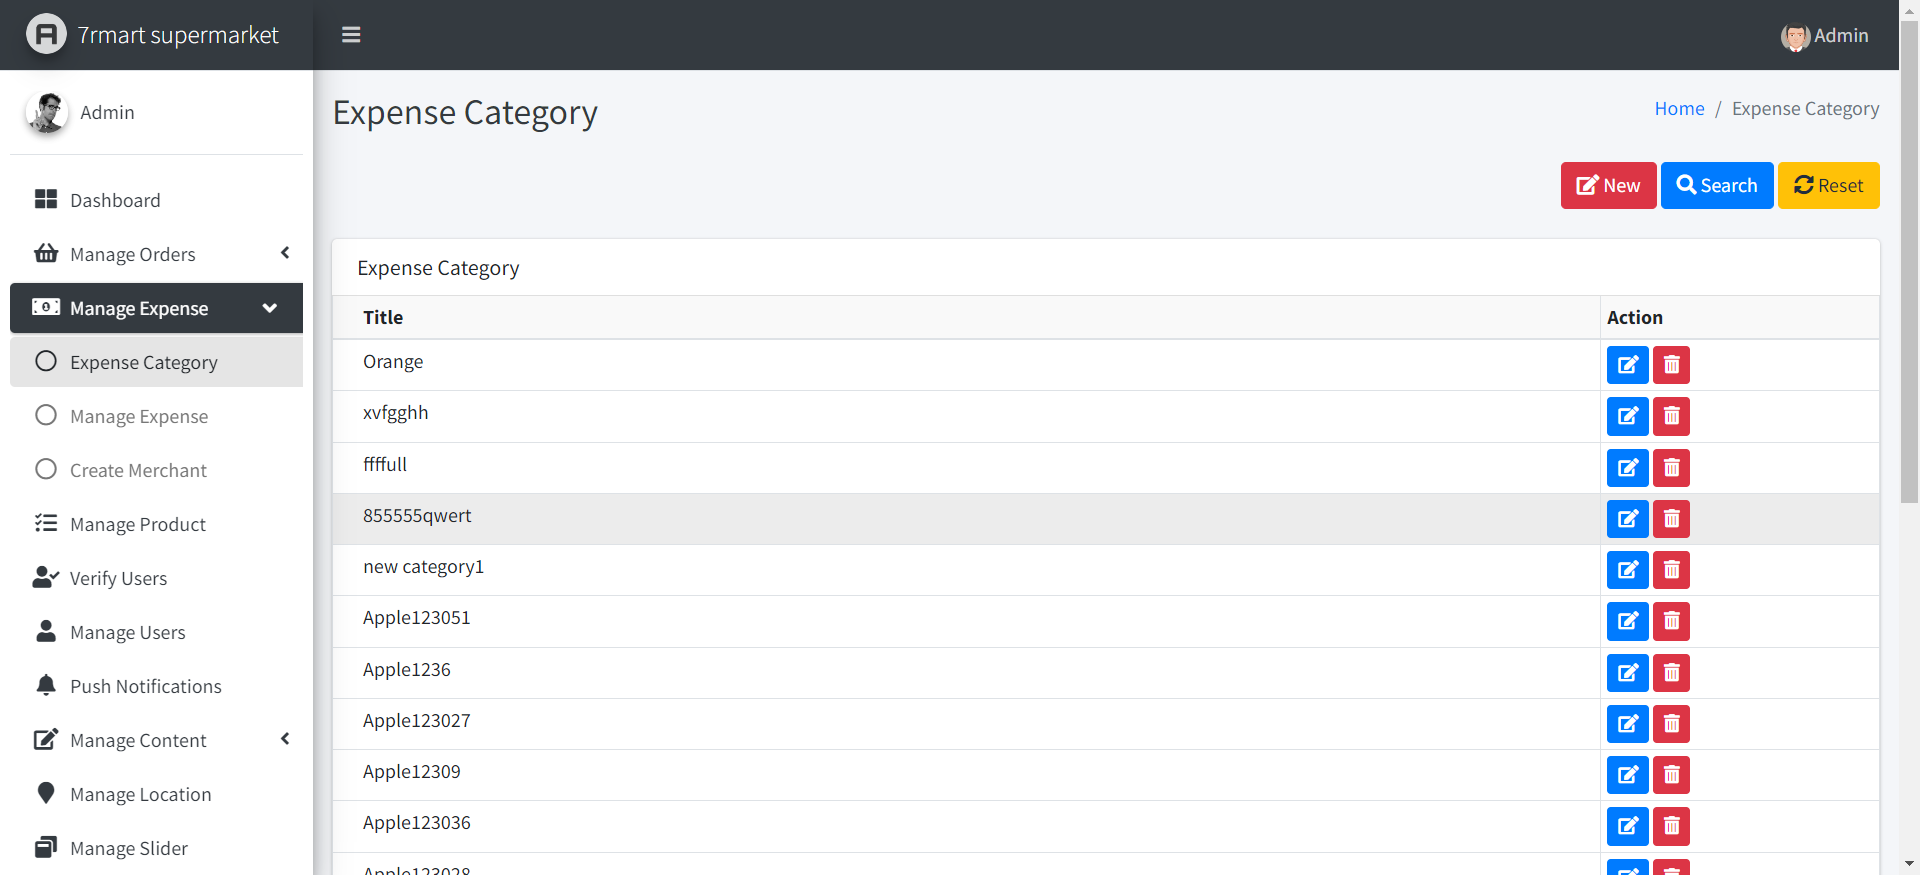 7rmart supermarket
Admin
Admin
Expense Category
Home / Expense Category
New
Search
Reset
Dashboard
Manage Orders
Manage Expense
Expense Category
Manage Expense
Create Merchant
Manage Product
Verify Users
Manage Users
Push Notifications
Manage Content
Manage Location
Manage Slider
Expense Category
Title
Action
Orange
xvfgghh
ffffull
855555qwert
new category1
Apple123051
Apple1236
Apple123027
Apple12309
Apple123036
Apple123028